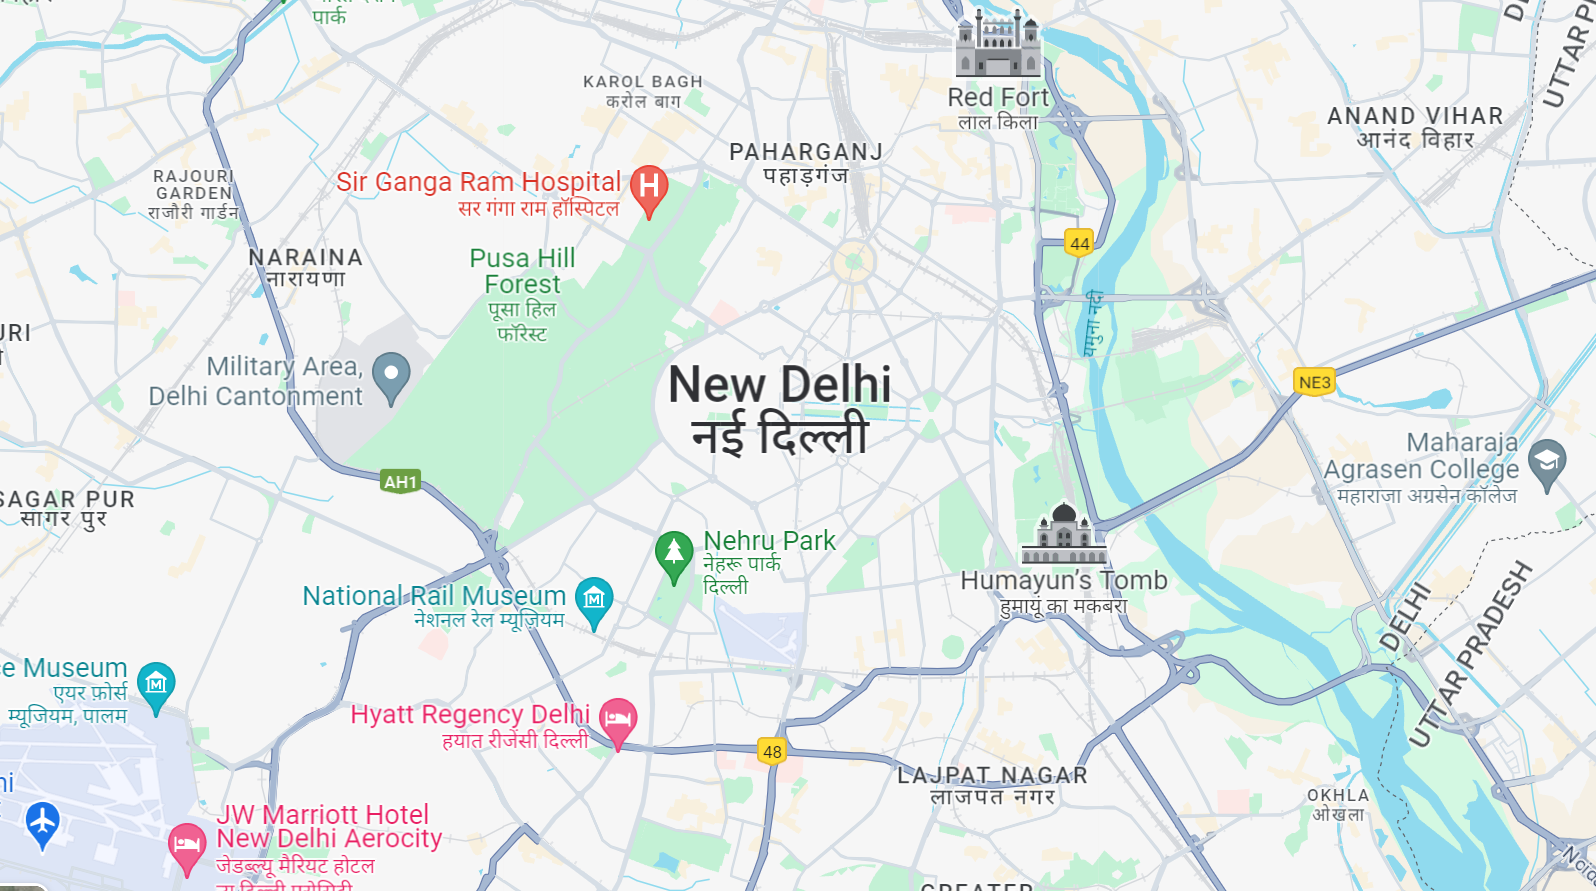 पार्क
KAROL BAGH
करोल बाग़
Red Fort
लाल क़िला
ANAND VIHAR
आनंद विहार
UTTAR PR
PAHARGANJ
पहाड़गंज
RAJOURI
GARDEN
राजौरी गार्डन
Sir Ganga Ram Hospital
सर गंगा राम हॉस्पिटल
H
NARAINA
नारायणा
Pusa Hill
Forest
पूसा हिल
फॉरेस्ट
44
यमुना नदी
URI
Military Area,
Delhi Cantonment
New Delhi
नई दिल्ली
NE3
Maharaja
Agrasen College
महाराजा अग्रसेन कॉलेज
AH1
SAGAR PUR
सागर पुर
Nehru Park
नेहरू पार्क
दिल्ली
Humayun's Tomb
हुमायूं का मकबरा
National Rail Museum
नेशनल रेल म्यूज़ियम
DELHI
UTTAR PRADESH
ce Museum
एयर फ़ोर्स
म्यूजियम, पालम
Hyatt Regency Delhi
हयात रीजेंसी दिल्ली
48
LAJPAT NAGAR
लाजपत नगर
OKHLA
ओखला
hi
JW Marriott Hotel
New Delhi Aerocity
जेडब्ल्यू मैरियट होटल
GREATER
Noida